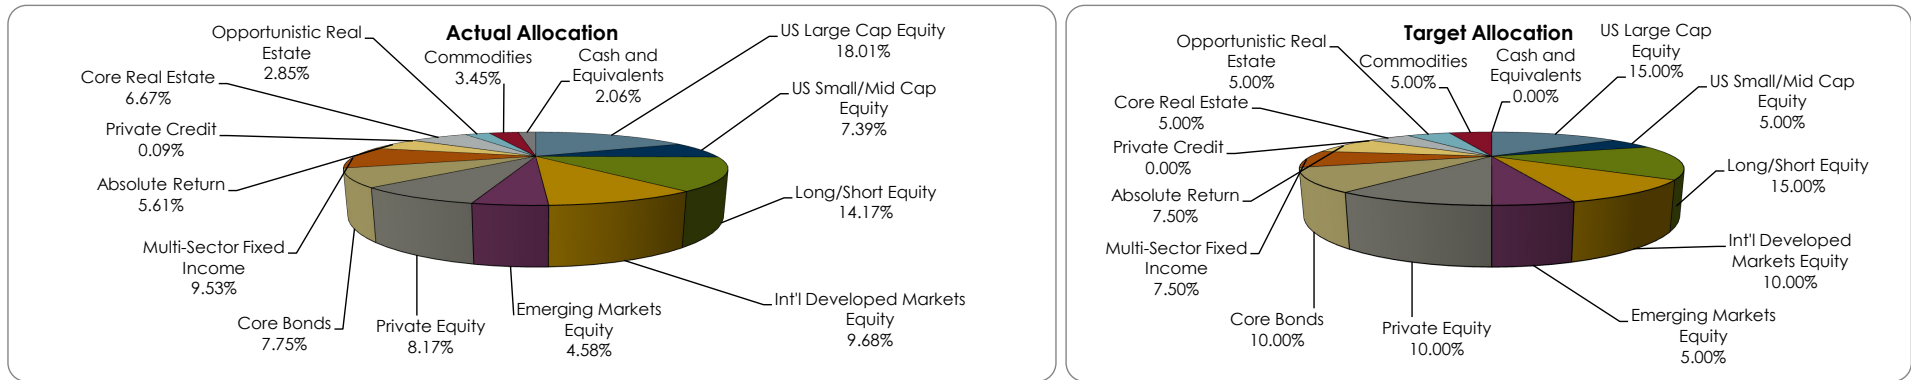 Actual Allocation
US Large Cap Equity
18.01%
US Small/Mid Cap
Equity
7.39%
Long/Short Equity
14.17%
Int'l Developed Markets
Equity
9.68%
Emerging Markets
Equity
4.58%
Private Equity
8.17%
Core Bonds
7.75%
Multi-Sector Fixed
Income
9.53%
Absolute Return
5.61%
Private Credit
0.09%
Core Real Estate
6.67%
Opportunistic Real
Estate
2.85%
Commodities
3.45%
Cash and
Equivalents
2.06%
Target Allocation
US Large Cap
Equity
15.00%
US Small/Mid Cap
Equity
5.00%
Long/Short Equity
15.00%
Int'l Developed
Markets Equity
10.00%
Emerging Markets
Equity
5.00%
Private Equity
10.00%
Core Bonds
10.00%
Multi-Sector Fixed
Income
7.50%
Absolute Return
7.50%
Private Credit
0.00%
Core Real Estate
5.00%
Opportunistic Real
Estate
5.00%
Commodities
5.00%
Cash and
Equivalents
0.00%